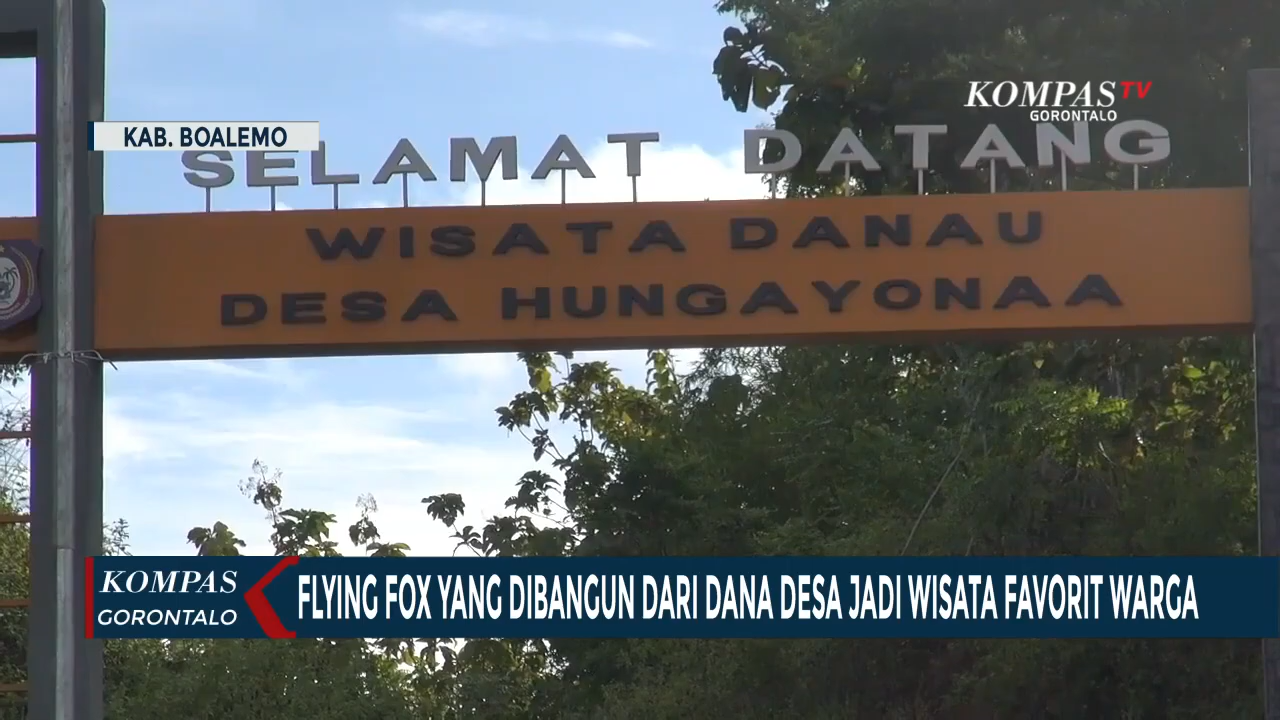 KOMPAS TV
GORONTALO
KAB. BOALEMO
SELAMAT DATANG
WISATA DANAU
DESA HUNGAYONAA
KOMPAS
GORONTALO
FLYING FOX YANG DIBANGUN DARI DANA DESA JADI WISATA FAVORIT WARGA